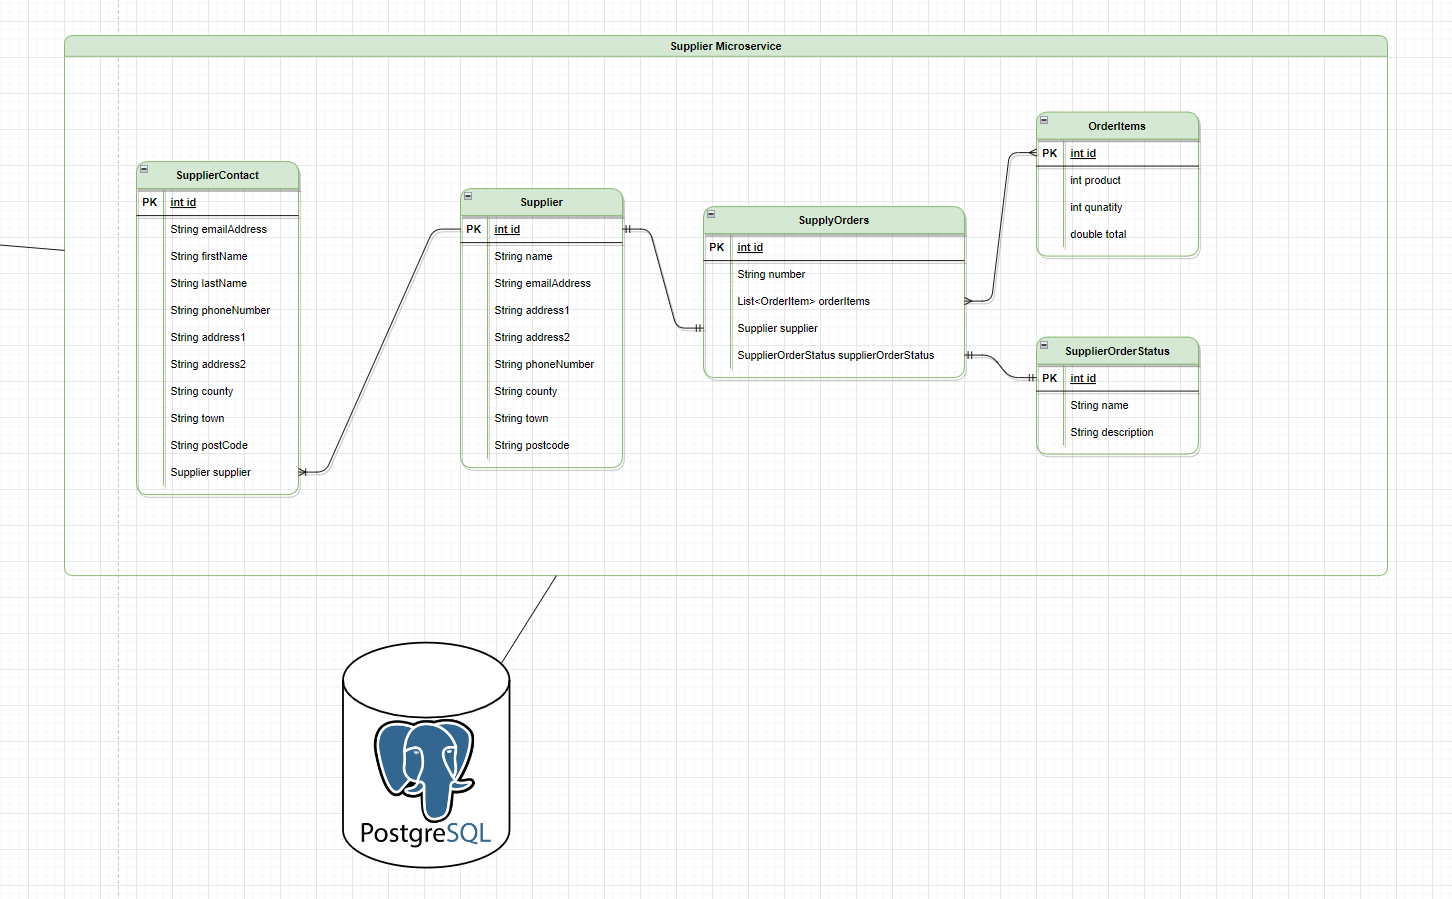 Supplier Microservice
SupplierContact
PK int id
String emailAddress
String firstName
String lastName
String phoneNumber
String address1
String address2
String county
String town
String postCode
Supplier supplier
Supplier
PK int id
String name
String emailAddress
String address1
String address2
String phoneNumber
String county
String town
String postcode
SupplyOrders
PK int id
String number
List<OrderItem> orderItems
Supplier supplier
SupplierOrderStatus supplierOrderStatus
OrderItems
PK int id
int product
int qunatity
double total
SupplierOrderStatus
PK int id
String name
String description
PostgreSQL